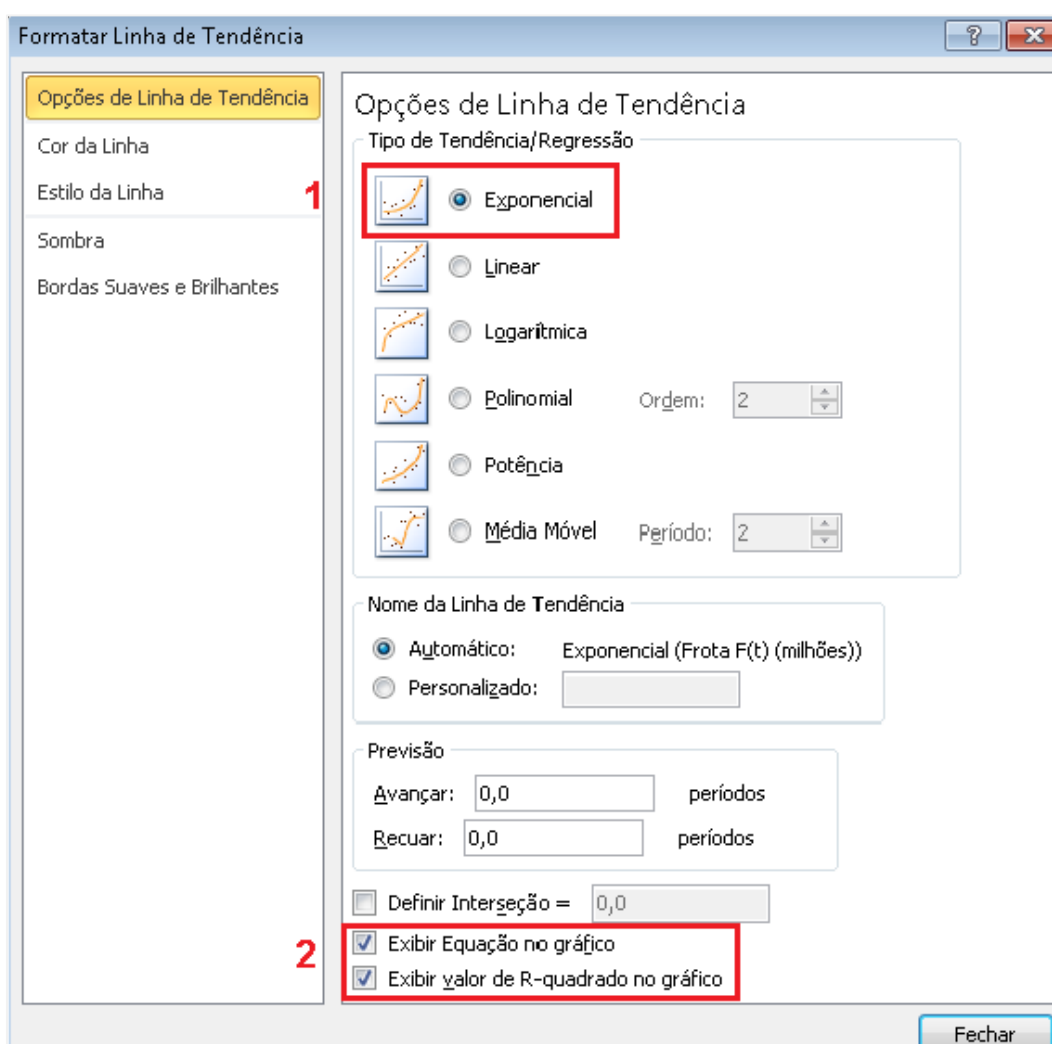 Formatar Linha de Tendência
Opções de Linha de Tendência
Cor da Linha
Estilo da Linha
Sombra
Bordas Suaves e Brilhantes
1
Opções de Linha de Tendência
Tipo de Tendência/Regressão
Exponencial
Linear
Logarítmica
Polinomial Ordem: 2
Potência
Média Móvel Período: 2
Nome da Linha de Tendência
Automático: Exponencial (Frota F(t) (milhões))
Personalizado:
Previsão
Avançar: 0,0 períodos
Recuar: 0,0 períodos
Definir Interseção = 0,0
2
Exibir Equação no gráfico
Exibir valor de R-quadrado no gráfico
Fechar